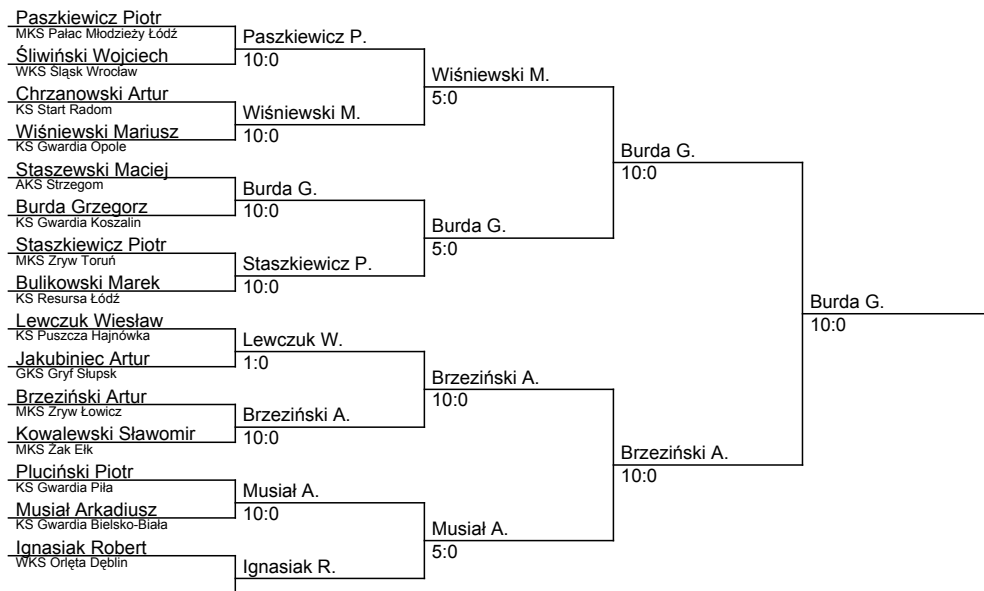 Paszkiewicz Piotr
MKS Pałac Młodzieży Łódź
Śliwiński Wojciech
WKS Śląsk Wrocław
Chrzanowski Artur
KS Start Radom
Wiśniewski Mariusz
KS Gwardia Opole
Staszewski Maciej
AKS Strzegom
Burda Grzegorz
KS Gwardia Koszalin
Staszkiewicz Piotr
MKS Zryw Toruń
Bulikowski Marek
KS Resursa Łódź
Lewczuk Wiesław
KS Puszcza Hajnówka
Jakubiniec Artur
GKS Gryf Słupsk
Brzeziński Artur
MKS Zryw Łowicz
Kowalewski Sławomir
MKS Żak Ełk
Pluciński Piotr
KS Gwardia Piła
Musiał Arkadiusz
KS Gwardia Bielsko-Biała
Ignasiak Robert
WKS Orlęta Dęblin
Paszkiewicz P.
10:0
Wiśniewski M.
10:0
Burda G.
10:0
Staszkiewicz P.
10:0
Lewczuk W.
1:0
Brzeziński A.
10:0
Musiał A.
10:0
Ignasiak R.
Wiśniewski M.
5:0
Burda G.
5:0
Brzeziński A.
10:0
Musiał A.
5:0
Burda G.
10:0
Brzeziński A.
10:0
Burda G.
10:0